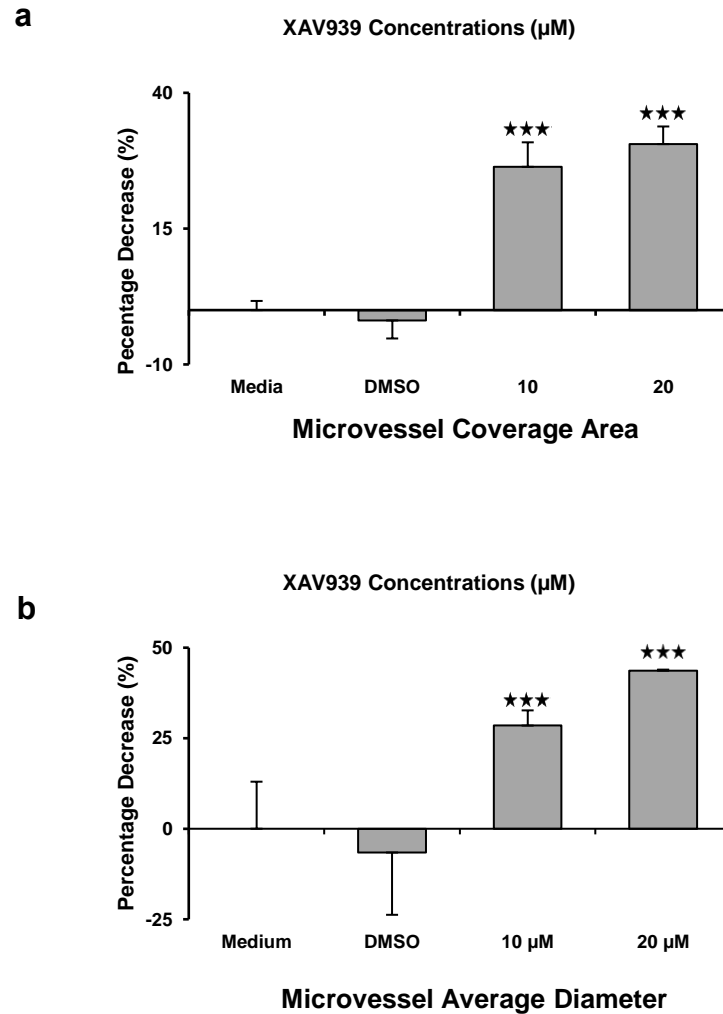 a
XAV939 Concentrations (µM)
Pecentage Decrease (%)
40
15
-10
★★★
★★★
Media DMSO 10 20
Microvessel Coverage Area
b
XAV939 Concentrations (µM)
Percentage Decrease (%)
50
25
0
-25
★★★
★★★
Medium DMSO 10 µM 20 µM
Microvessel Average Diameter